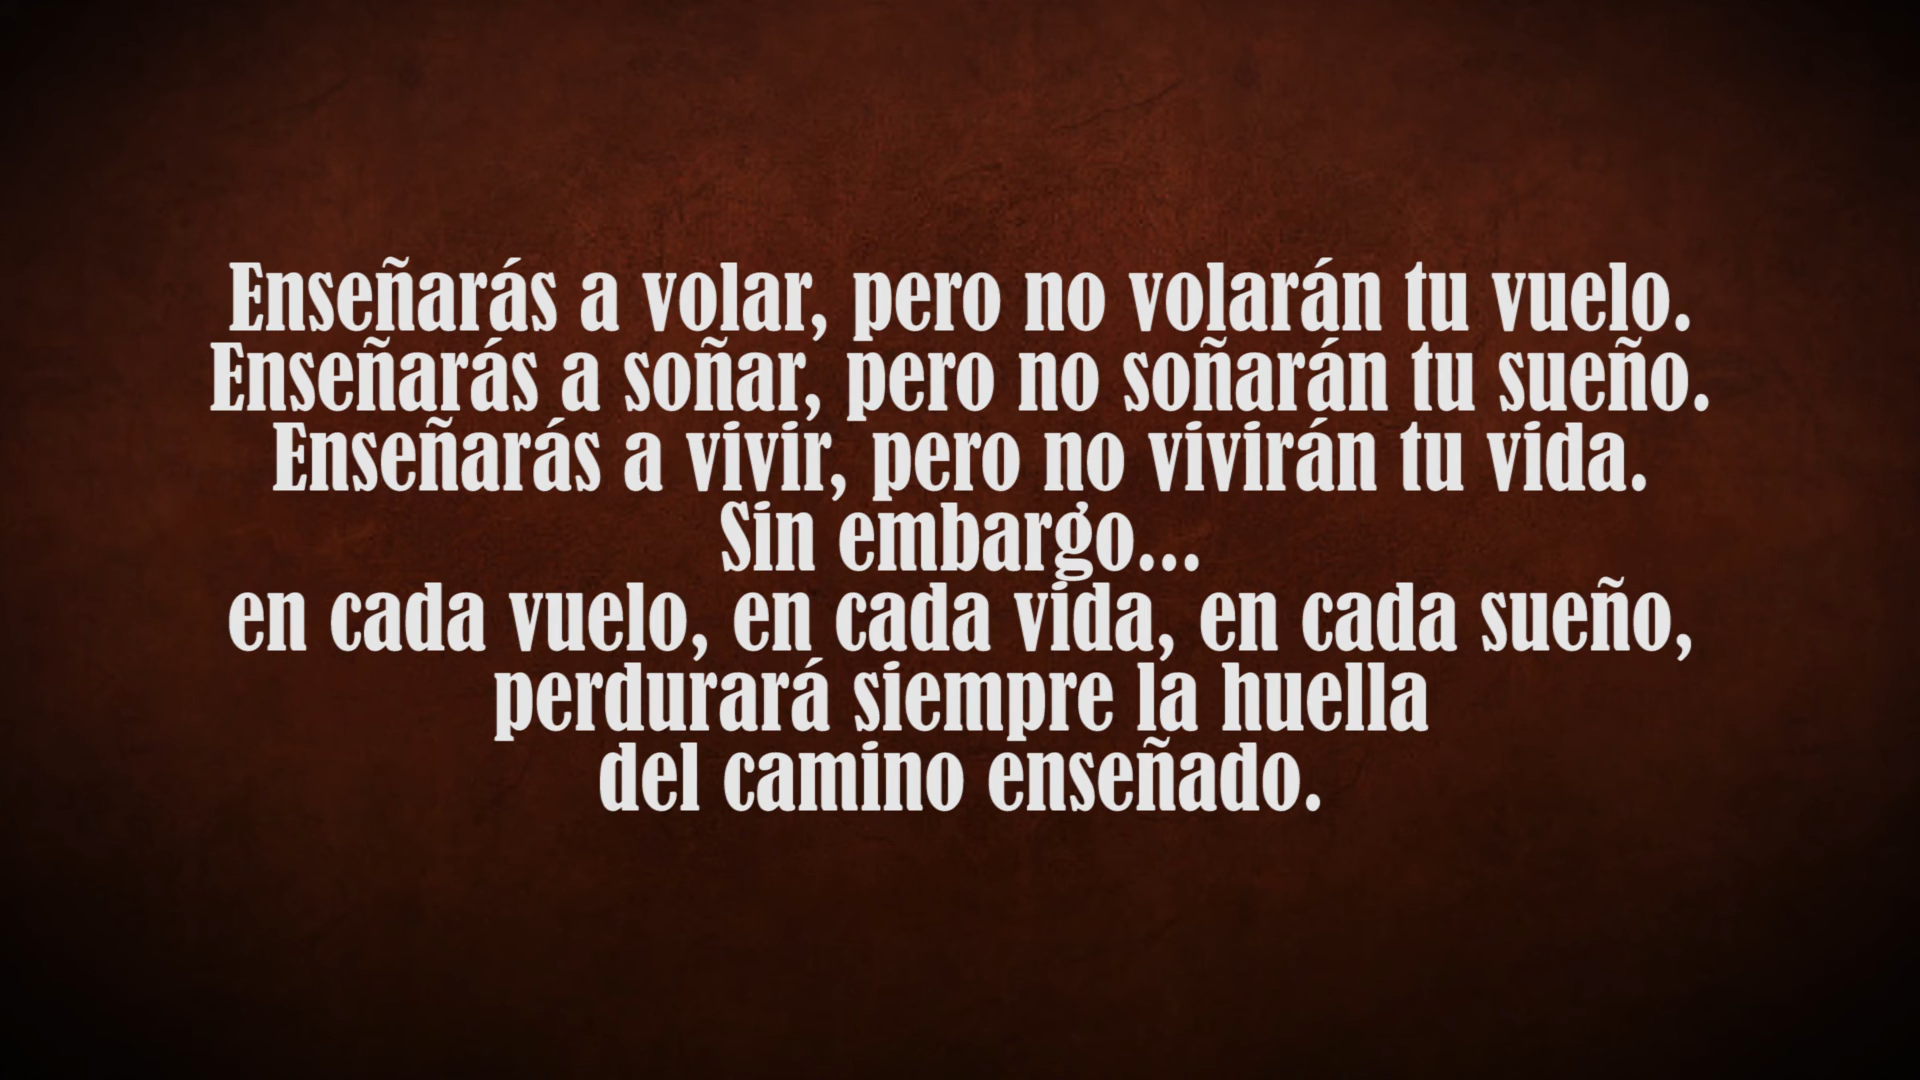 Enseñarás a volar, pero no volarán tu vuelo.
Enseñarás a soñar, pero no soñarán tu sueño.
Enseñarás a vivir, pero no vivirán tu vida.
Sin embargo...
en cada vuelo, en cada vida, en cada sueño,
perdurará siempre la huella
del camino enseñado.